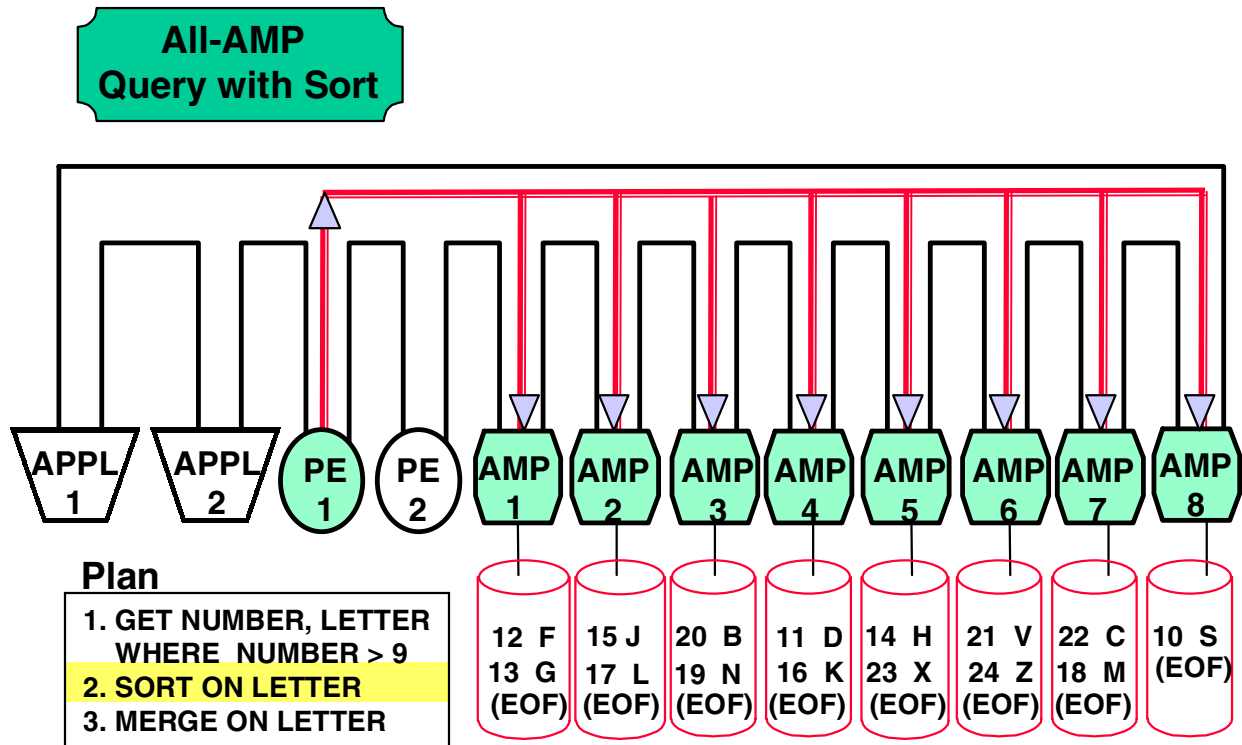 All-AMP
Query with Sort
APPL
1
APPL
2
PE
1
PE
2
AMP
1
AMP
2
AMP
3
AMP
4
AMP
5
AMP
6
AMP
7
AMP
8
Plan
1. GET NUMBER, LETTER
WHERE NUMBER > 9
2. SORT ON LETTER
3. MERGE ON LETTER
12 F
13 G
(EOF)
15 J
17 L
(EOF)
20 B
19 N
(EOF)
11 D
16 K
(EOF)
14 H
23 X
(EOF)
21 V
24 Z
(EOF)
22 C
18 M
(EOF)
10 S
(EOF)